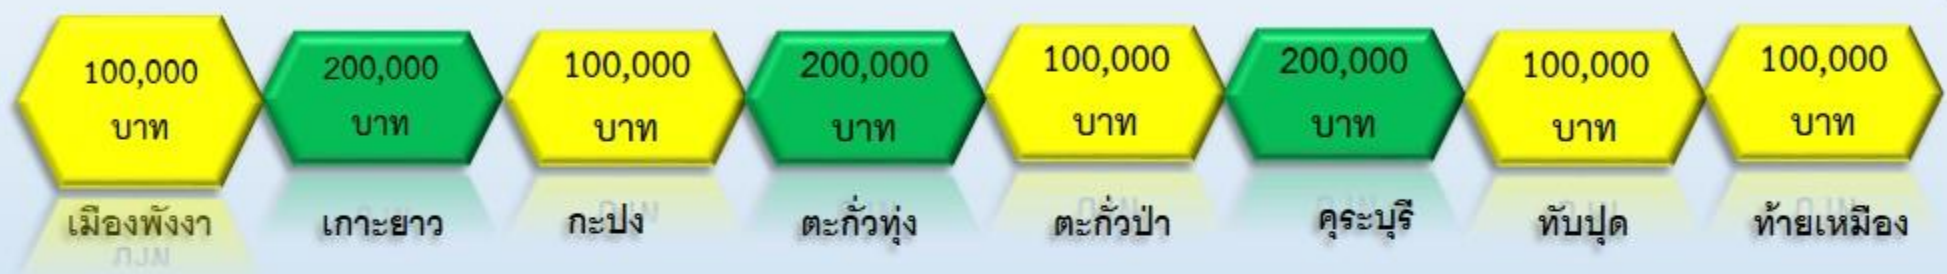 100,000
บาท
200,000
บาท
100,000
บาท
200,000
บาท
100,000
บาท
200,000
บาท
100,000
บาท
100,000
บาท
เมืองพังงา
เกาะยาว
กะปง
ตะกั่วทุ่ง
ตะกั่วป่า
คุระบุรี
ทับปุด
ท้ายเหมือง